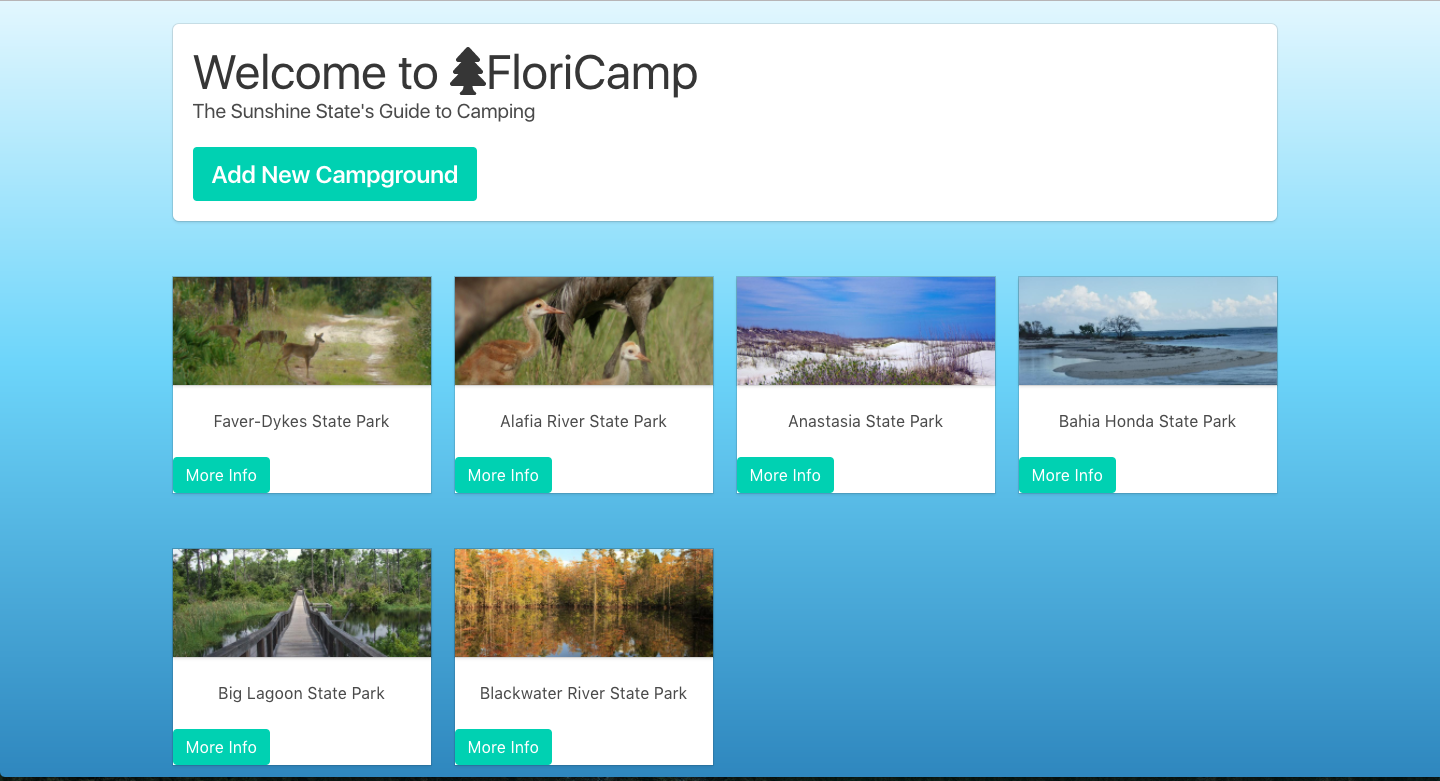 Welcome to FloriCamp
The Sunshine State's Guide to Camping
Add New Campground
Faver-Dykes State Park
More Info
Alafia River State Park
More Info
Anastasia State Park
More Info
Bahia Honda State Park
More Info
Big Lagoon State Park
More Info
Blackwater River State Park
More Info